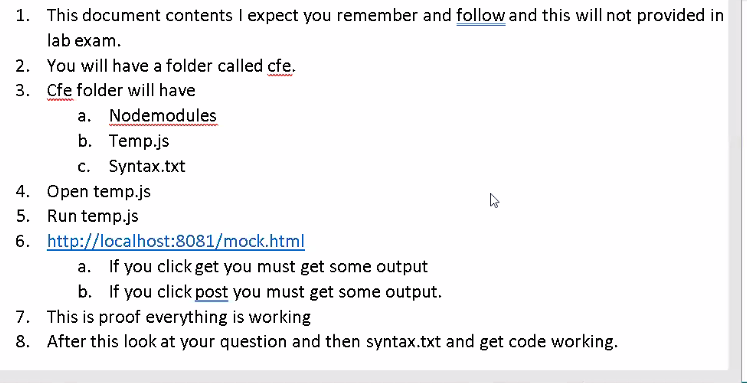 1. This document contents I expect you remember and follow and this will not provided in
lab exam.
2. You will have a folder called cfe.
3. Cfe folder will have
a. Nodemodules
b. Temp.js
c. Syntax.txt
4. Open temp.js
5. Run temp.js
6. http://localhost:8081/mock.html
a. If you click get you must get some output
b. If you click post you must get some output.
7. This is proof everything is working
8. After this look at your question and then syntax.txt and get code working.